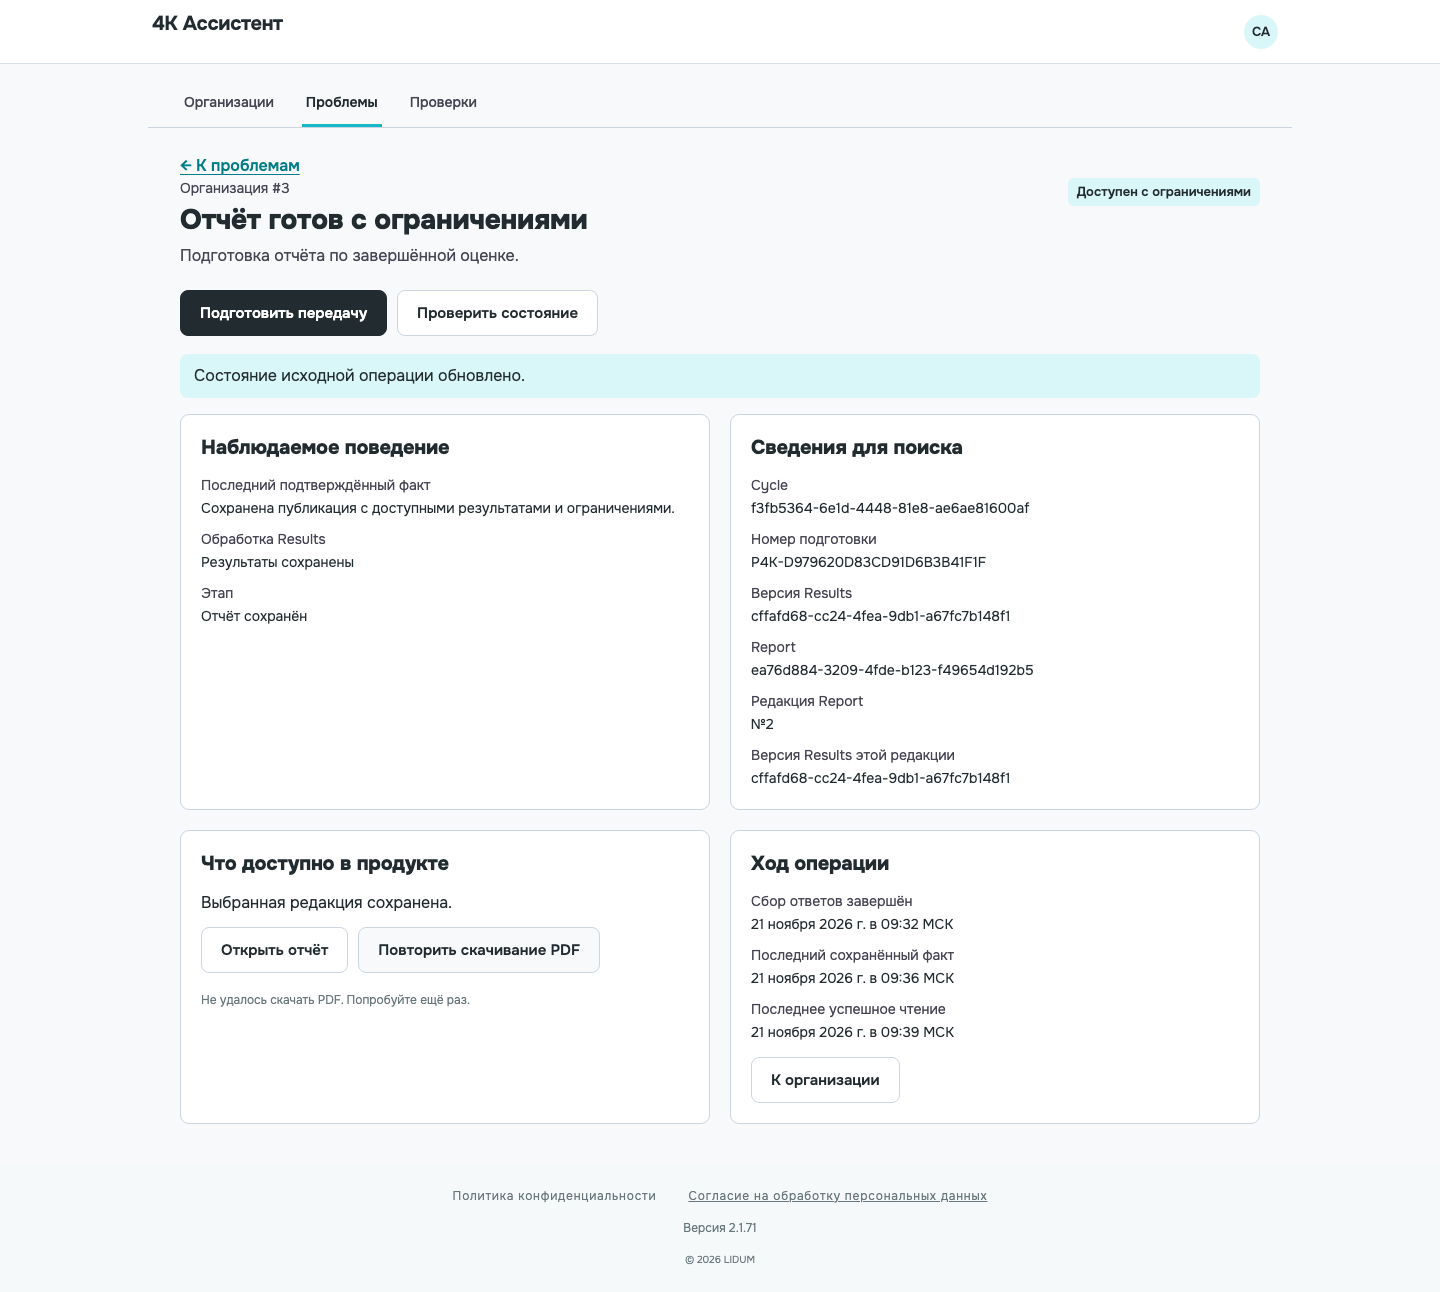 4К Ассистент
СА
Организации
Проблемы
Проверки
← К проблемам
Организация #3
Доступен с ограничениями
Отчёт готов с ограничениями
Подготовка отчёта по завершённой оценке.
Подготовить передачу
Проверить состояние
Состояние исходной операции обновлено.
Наблюдаемое поведение
Последний подтверждённый факт
Сохранена публикация с доступными результатами и ограничениями.
Обработка Results
Результаты сохранены
Этап
Отчёт сохранён
Сведения для поиска
Cycle
f3fb5364-6e1d-4448-81e8-ae6ae81600af
Номер подготовки
P4K-D979620D83CD91D6B3B41F1F
Версия Results
cffafd68-cc24-4fea-9db1-a67fc7b148f1
Report
ea76d884-3209-4fde-b123-f49654d192b5
Редакция Report
№2
Версия Results этой редакции
cffafd68-cc24-4fea-9db1-a67fc7b148f1
Что доступно в продукте
Выбранная редакция сохранена.
Открыть отчёт
Повторить скачивание PDF
Не удалось скачать PDF. Попробуйте ещё раз.
Ход операции
Сбор ответов завершён
21 ноября 2026 г. в 09:32 МСК
Последний сохранённый факт
21 ноября 2026 г. в 09:36 МСК
Последнее успешное чтение
21 ноября 2026 г. в 09:39 МСК
К организации
Политика конфиденциальности
Согласие на обработку персональных данных
Версия 2.1.71
© 2026 LIDUM